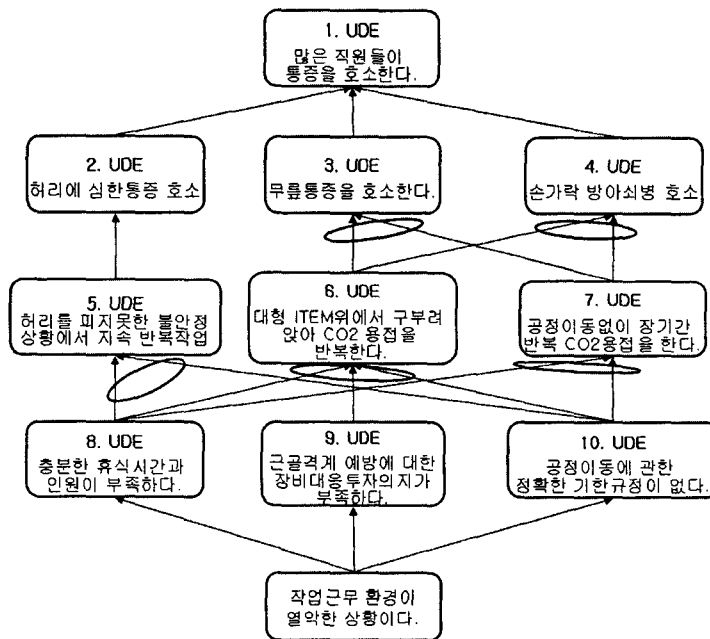 1. UDE
많은 직원들이
통증을 호소한다.
2. UDE
허리에 심한통증 호소
3. UDE
무릎통증을 호소한다.
4. UDE
손가락 방아쇠병 호소
5. UDE
허리를 피지못한 불안정
상황에서 지속 반복작업
6. UDE
대형 ITEM위에서 구부려
앉아 CO2 용접을
반복한다.
7. UDE
공정이동없이 장기간
반복 CO2용접을 한다.
8. UDE
충분한 휴식시간과
인원이 부족하다.
9. UDE
근골격계 예방에 대한
장비대응투자의지가
부족하다.
10. UDE
공정이동에 관한
정확한 기한규정이 없다.
작업근무 환경이
열악한 상황이다.